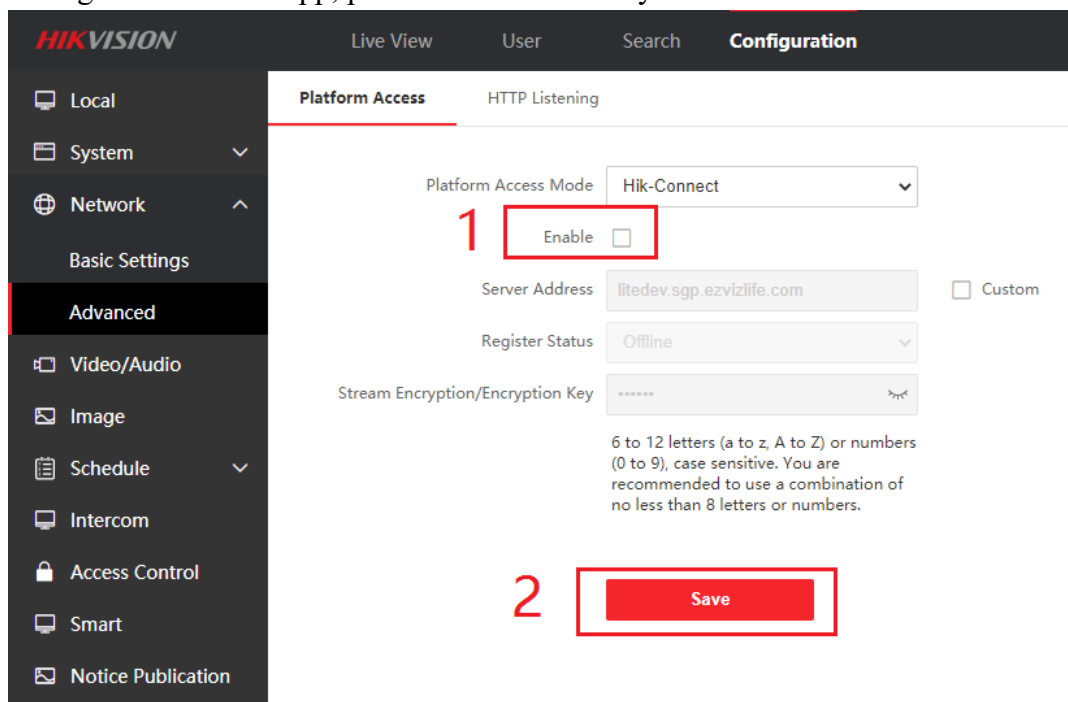 HIKVISION Live View User Search Configuration
Local
System
Network
Basic Settings
Advanced
Video/Audio
Image
Schedule
Intercom
Access Control
Smart
Notice Publication
Platform Access HTTP Listening
Platform Access Mode Hik-Connect
1 Enable
Server Address litedev.sgp.ezvizlife.com Custom
Register Status Offline
Stream Encryption/Encryption Key ••••••
6 to 12 letters (a to z, A to Z) or numbers
(0 to 9), case sensitive. You are
recommended to use a combination of
no less than 8 letters or numbers.
2 Save